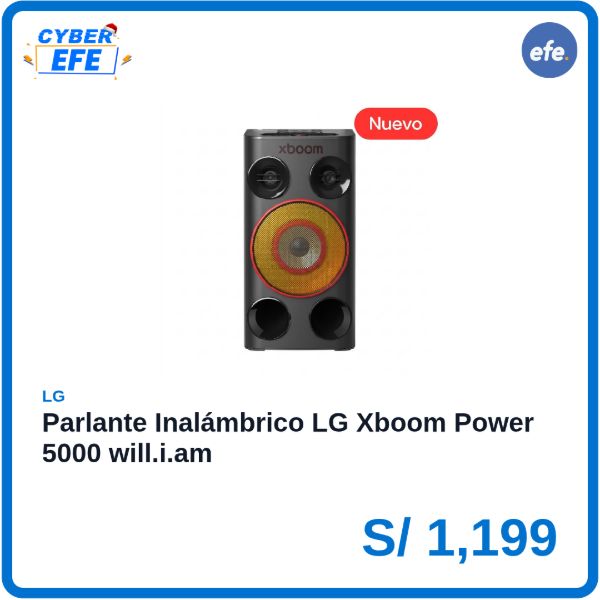 CYBER
EFE
efe.
Nuevo
xboom
LG
Parlante Inalámbrico LG Xboom Power
5000 will.i.am
S/ 1,199